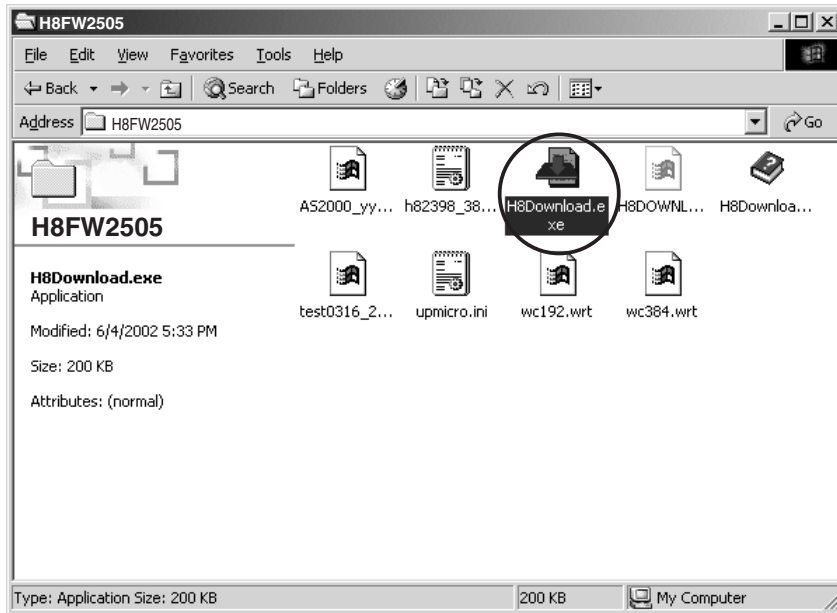 H8FW2505
File Edit View Favorites Tools Help
Back Search Folders
Address H8FW2505 Go
H8FW2505
H8Download.exe
Application
Modified: 6/4/2002 5:33 PM
Size: 200 KB
Attributes: (normal)
AS2000_yy... h82398_38... H8Download.e H8DOWNL... H8Downloa...
xe
test0316_2... upmicro.ini wc192.wrt wc384.wrt
Type: Application Size: 200 KB 200 KB My Computer